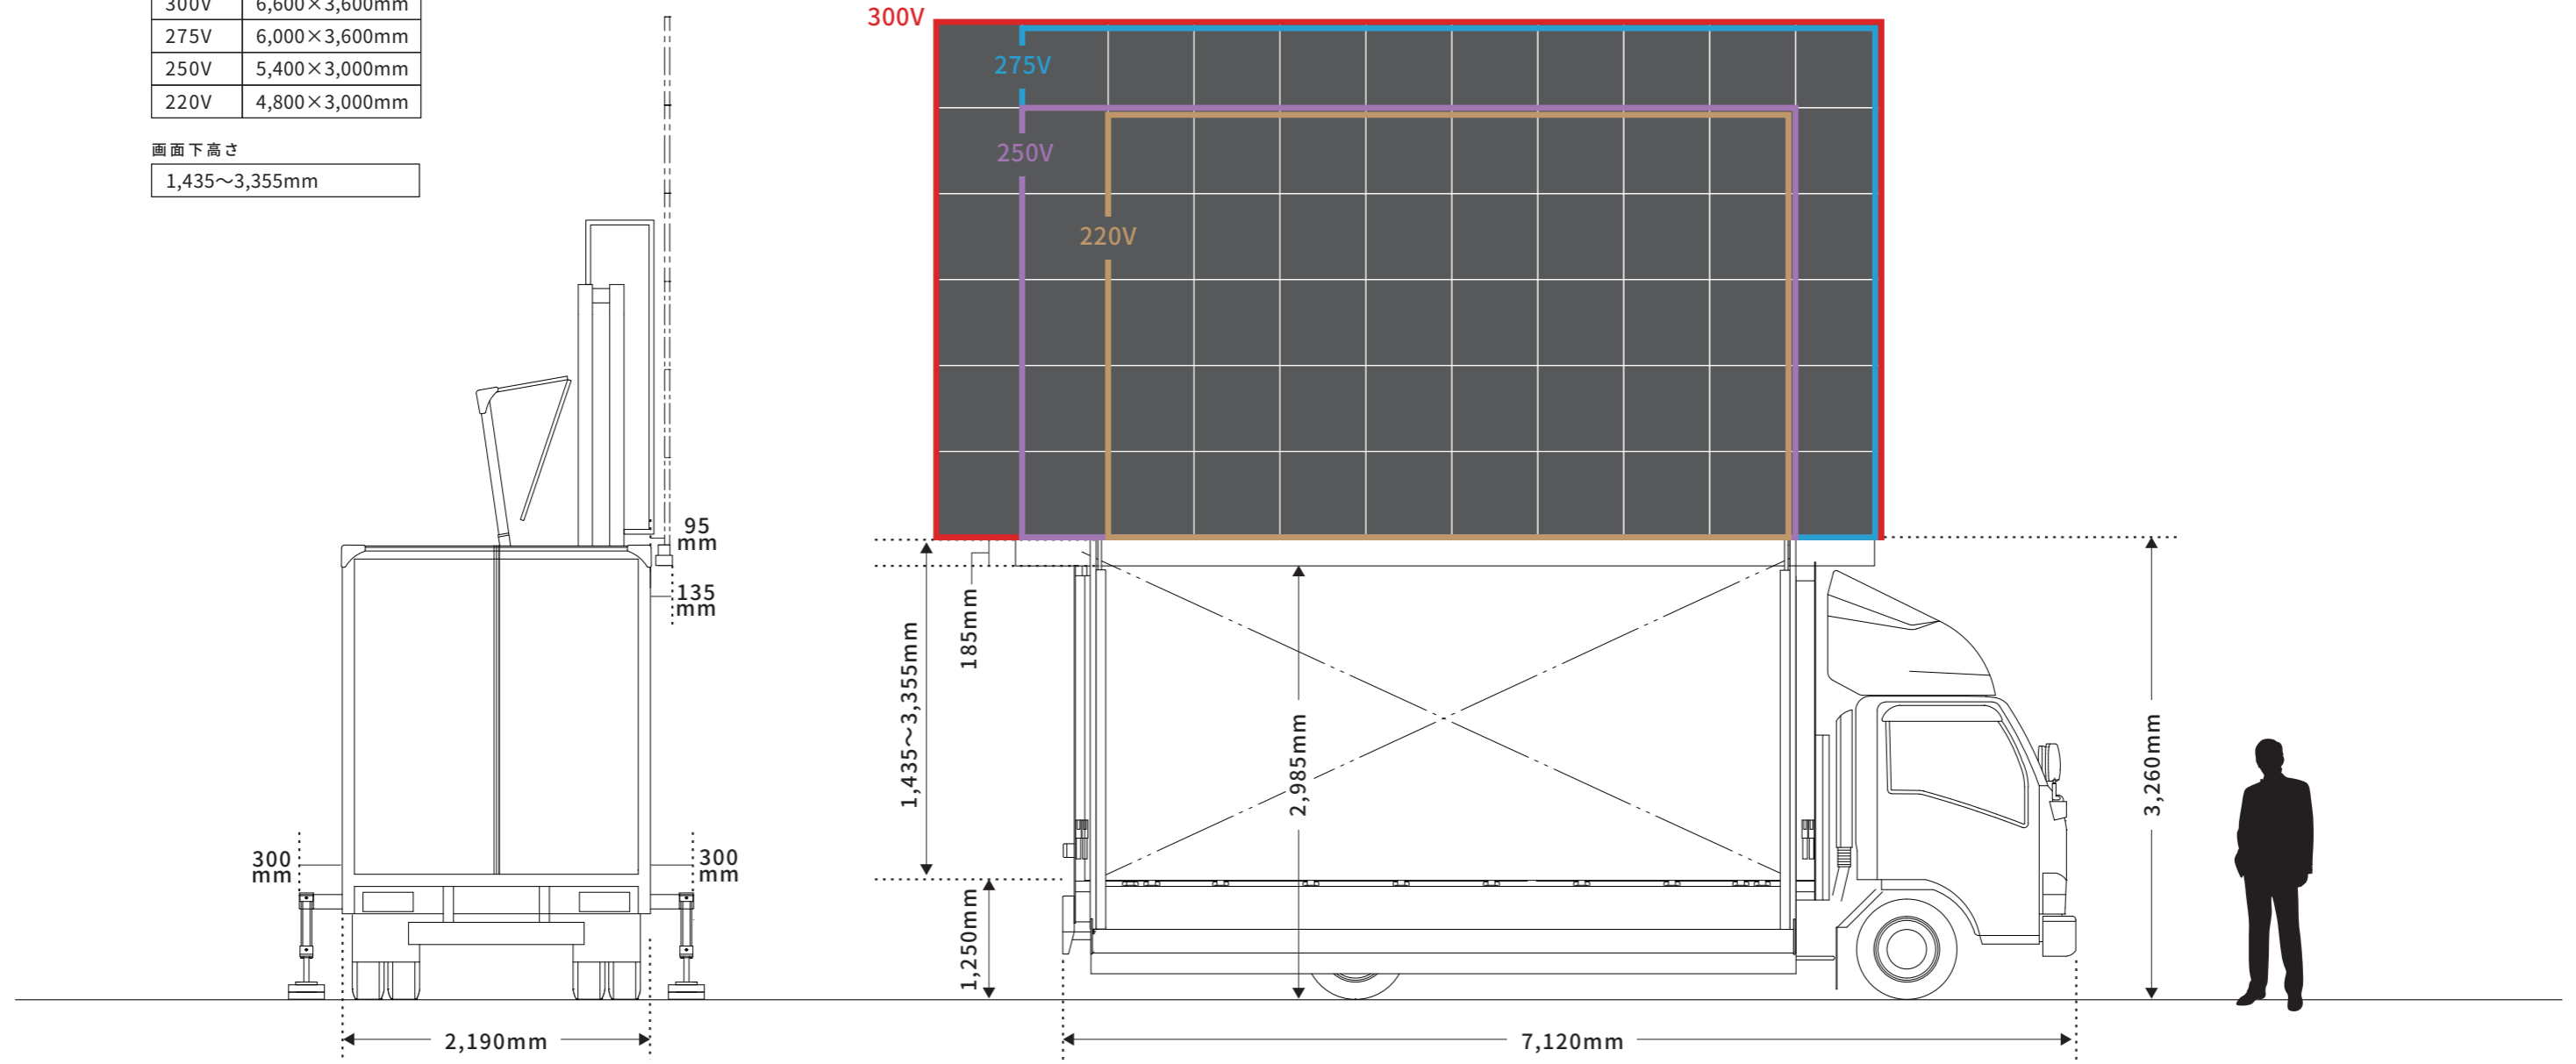 300V 6,600×3,600mm
275V 6,000×3,600mm
250V 5,400×3,000mm
220V 4,800×3,000mm
画面下高さ
1,435〜3,355mm
95
mm
135
mm
300
mm
300
mm
2,190mm
300V
275V
250V
220V
185mm
1,435〜3,355mm
2,985mm
3,260mm
1,250mm
7,120mm